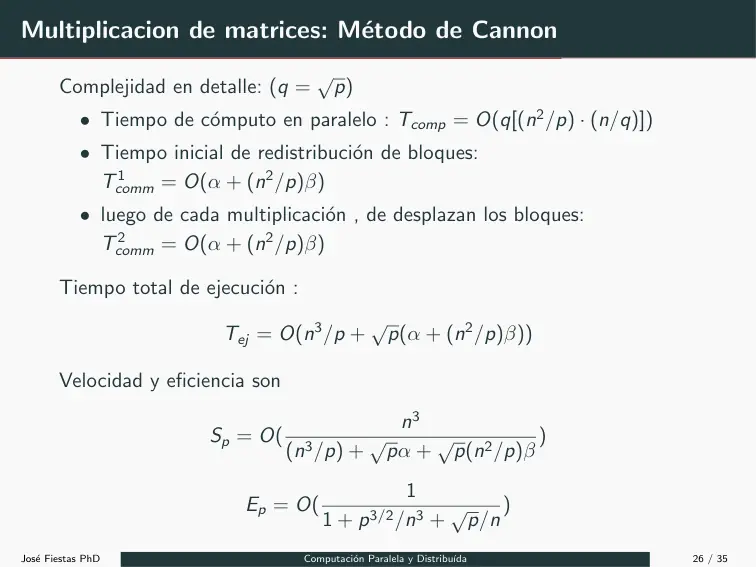 Multiplicacion de matrices: Método de Cannon
Complejidad en detalle: (q = √p)
• Tiempo de cómputo en paralelo : T_comp = O(q[(n²/p) · (n/q)])
• Tiempo inicial de redistribución de bloques:
T¹_comm = O(α + (n²/p)β)
• luego de cada multiplicación , de desplazan los bloques:
T²_comm = O(α + (n²/p)β)
Tiempo total de ejecución :
T_ej = O(n³/p + √p(α + (n²/p)β))
Velocidad y eficiencia son
S_p = O( n³ / ((n³/p) + √pα + √p(n²/p)β) )
E_p = O( 1 / (1 + p^(3/2)/n³ + √p/n) )
José Fiestas PhD
Computación Paralela y Distribuída
26 / 35